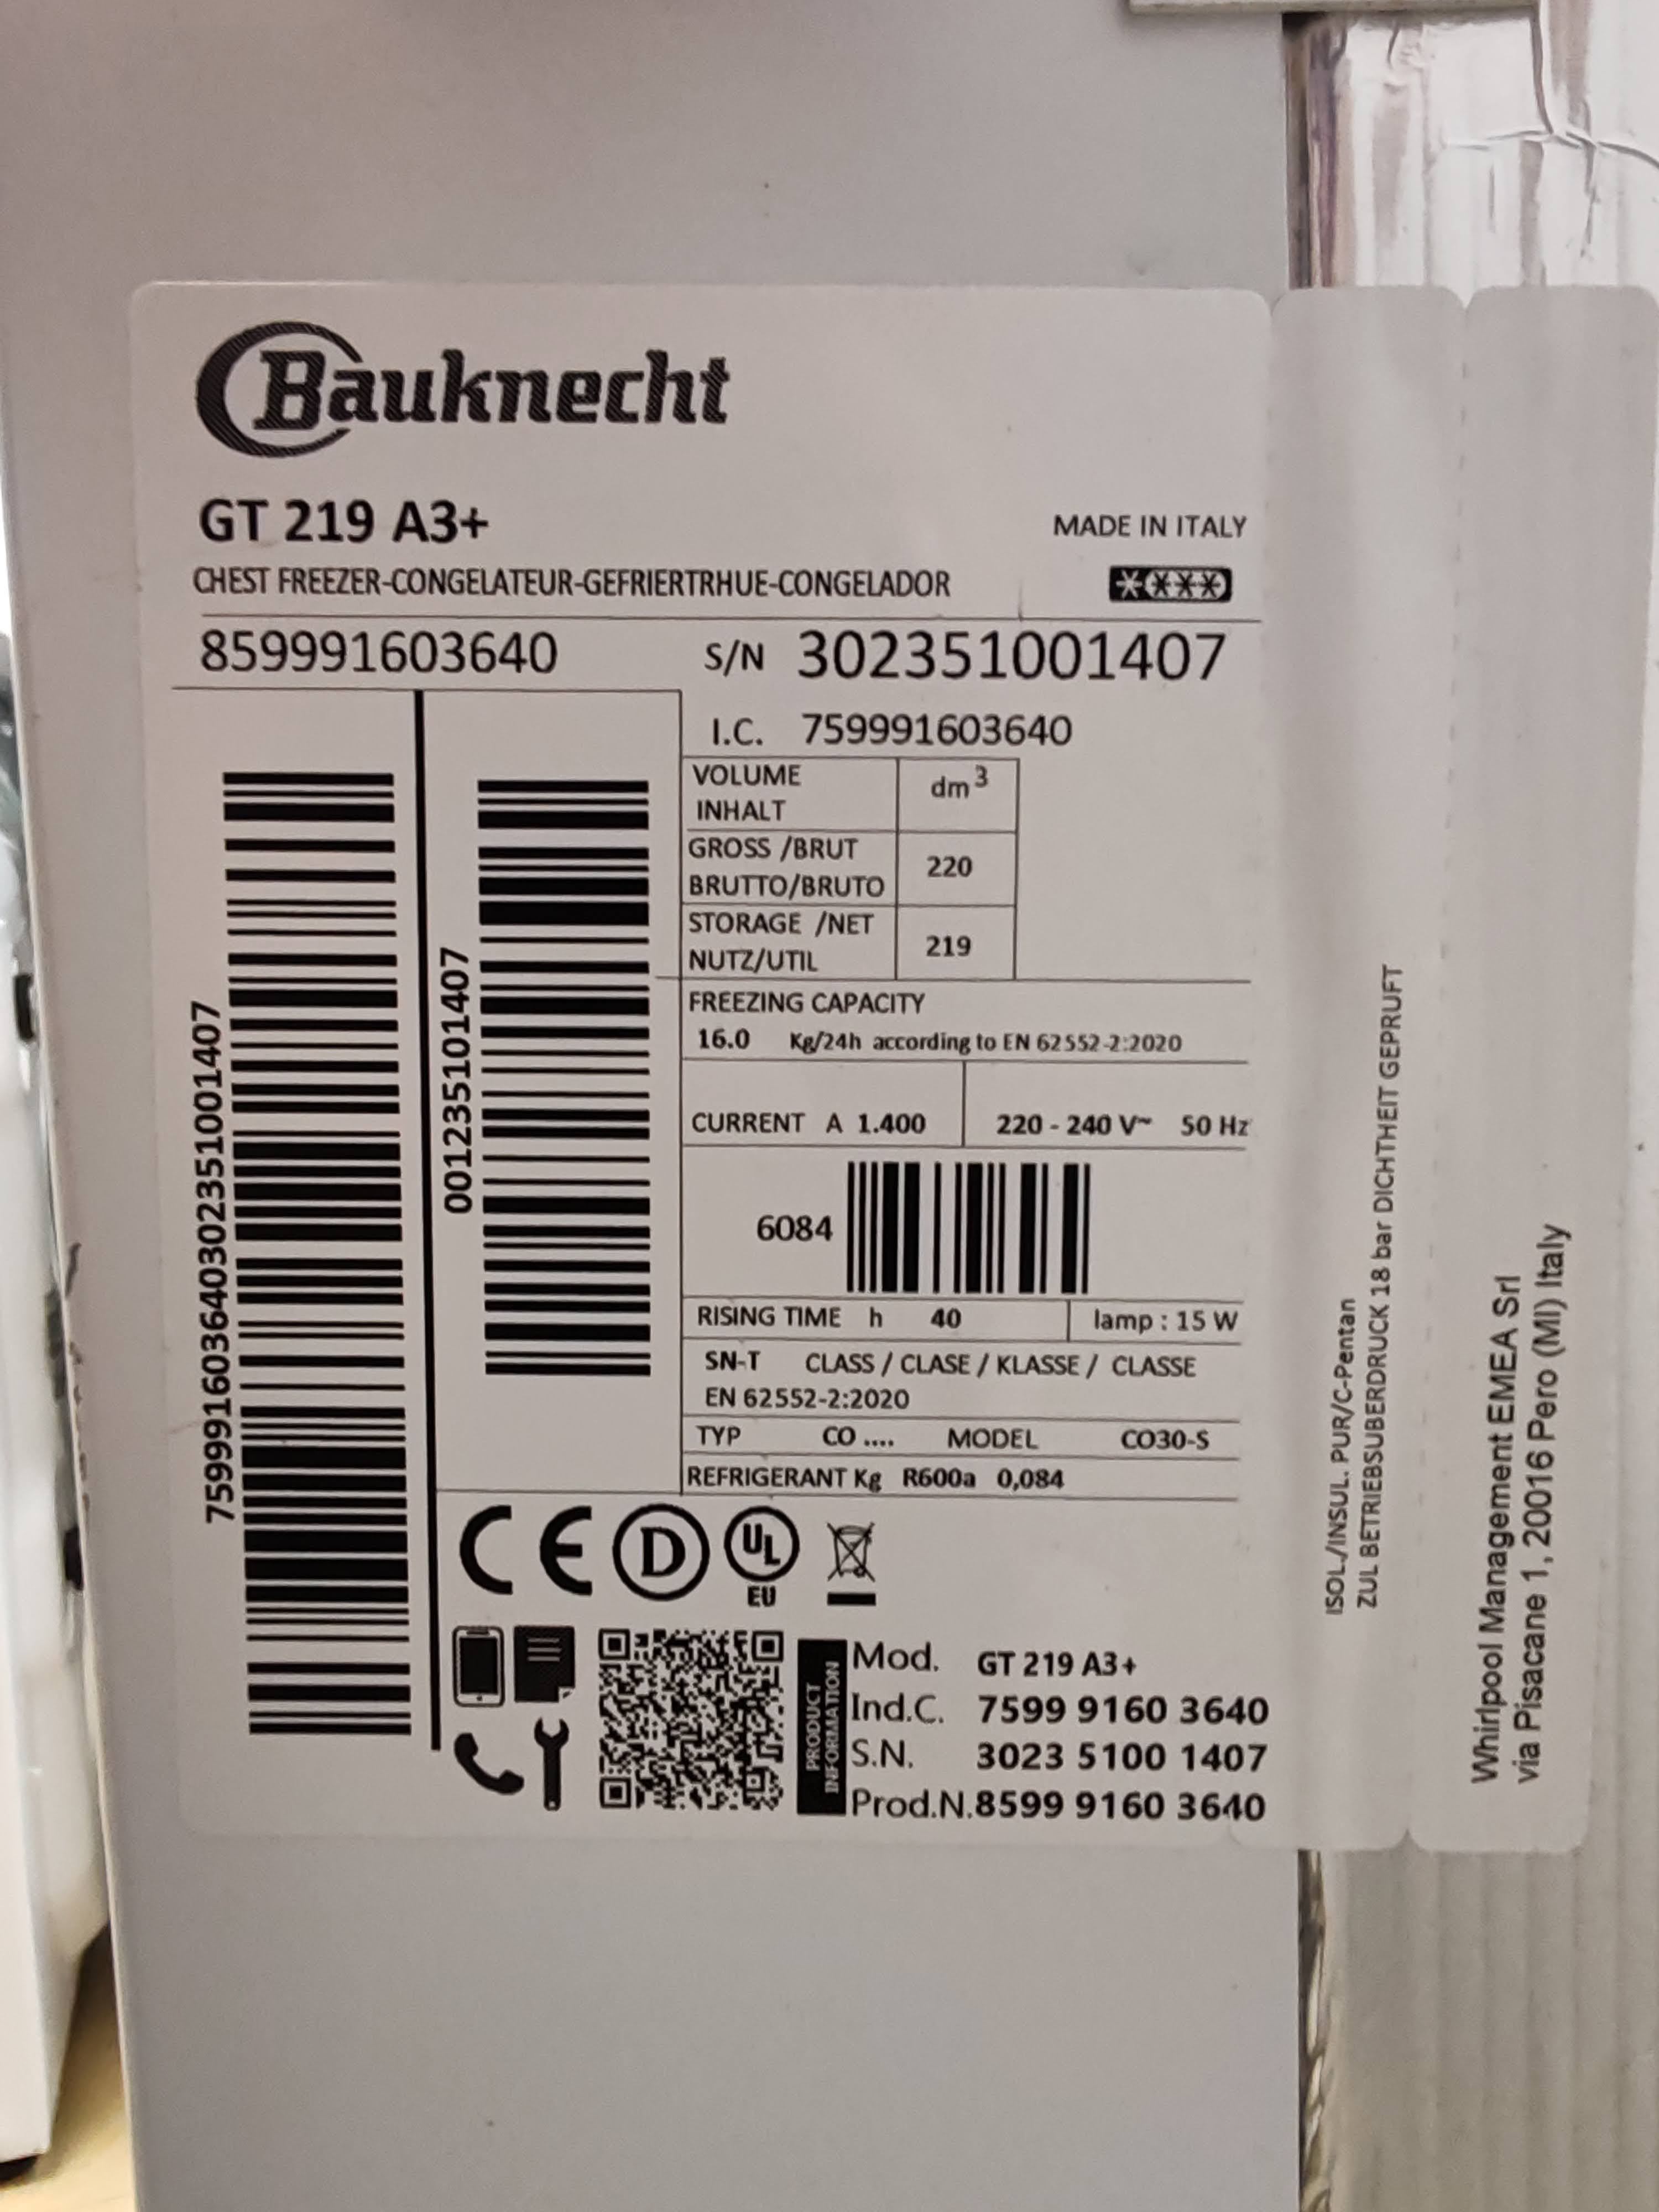 Bauknecht
GT 219 A3+
MADE IN ITALY
CHEST FREEZER-CONGELATEUR-GEFRIERTRHUE-CONGELADOR
859991603640 S/N 302351001407
I.C. 759991603640
VOLUME
INHALT
dm3
GROSS /BRUT
BRUTTO/BRUTO
220
STORAGE /NET
NUTZ/UTIL
219
FREEZING CAPACITY
16.0 Kg/24h according to EN 62552-2:2020
CURRENT A 1.400 220 - 240 V~ 50 Hz
6084
RISING TIME h 40 lamp : 15 W
SN-T CLASS / CLASE / KLASSE / CLASSE
EN 62552-2:2020
TYP CO .... MODEL CO30-S
REFRIGERANT Kg R600a 0,084
759991603640302351001407
001235101407
CE D UL
EU
PRODUCT
INFORMATION
Mod. GT 219 A3+
Ind.C. 7599 9160 3640
S.N. 3023 5100 1407
Prod.N. 8599 9160 3640
ISOL./INSUL. PUR/C-Pentan
ZUL BETRIEBSUBERDRUCK 18 bar DICHTHEIT GEPRUFT
Whirlpool Management EMEA Srl
via Pisacane 1, 20016 Pero (MI) Italy